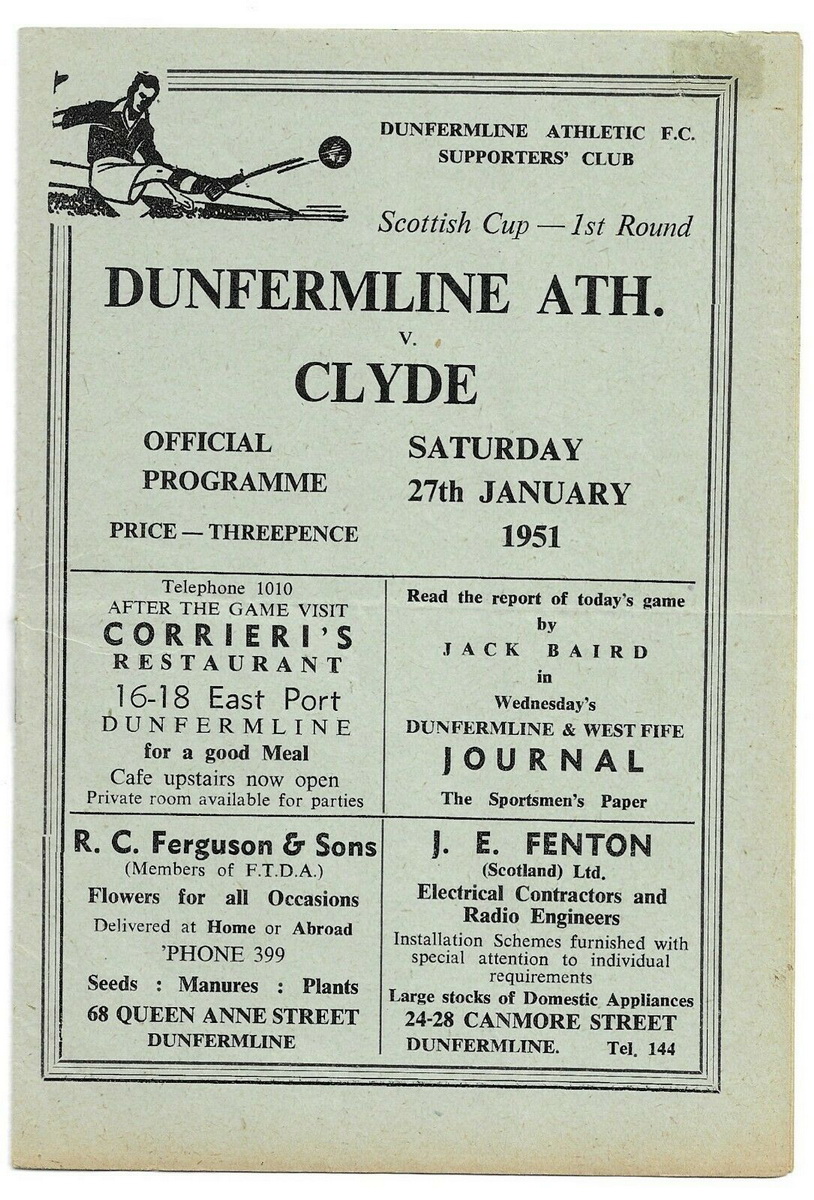 DUNFERMLINE ATHLETIC F.C.
SUPPORTERS' CLUB
Scottish Cup — 1st Round
DUNFERMLINE ATH.
v.
CLYDE
OFFICIAL
PROGRAMME
PRICE — THREEPENCE
SATURDAY
27th JANUARY
1951
Telephone 1010
AFTER THE GAME VISIT
CORRIERI'S
RESTAURANT
16-18 East Port
DUNFERMLINE
for a good Meal
Cafe upstairs now open
Private room available for parties
Read the report of today's game
by
JACK BAIRD
in
Wednesday's
DUNFERMLINE & WEST FIFE
JOURNAL
The Sportsmen's Paper
R. C. Ferguson & Sons
(Members of F.T.D.A.)
Flowers for all Occasions
Delivered at Home or Abroad
'PHONE 399
Seeds : Manures : Plants
68 QUEEN ANNE STREET
DUNFERMLINE
J. E. FENTON
(Scotland) Ltd.
Electrical Contractors and
Radio Engineers
Installation Schemes furnished with
special attention to individual
requirements
Large stocks of Domestic Appliances
24-28 CANMORE STREET
DUNFERMLINE. Tel. 144